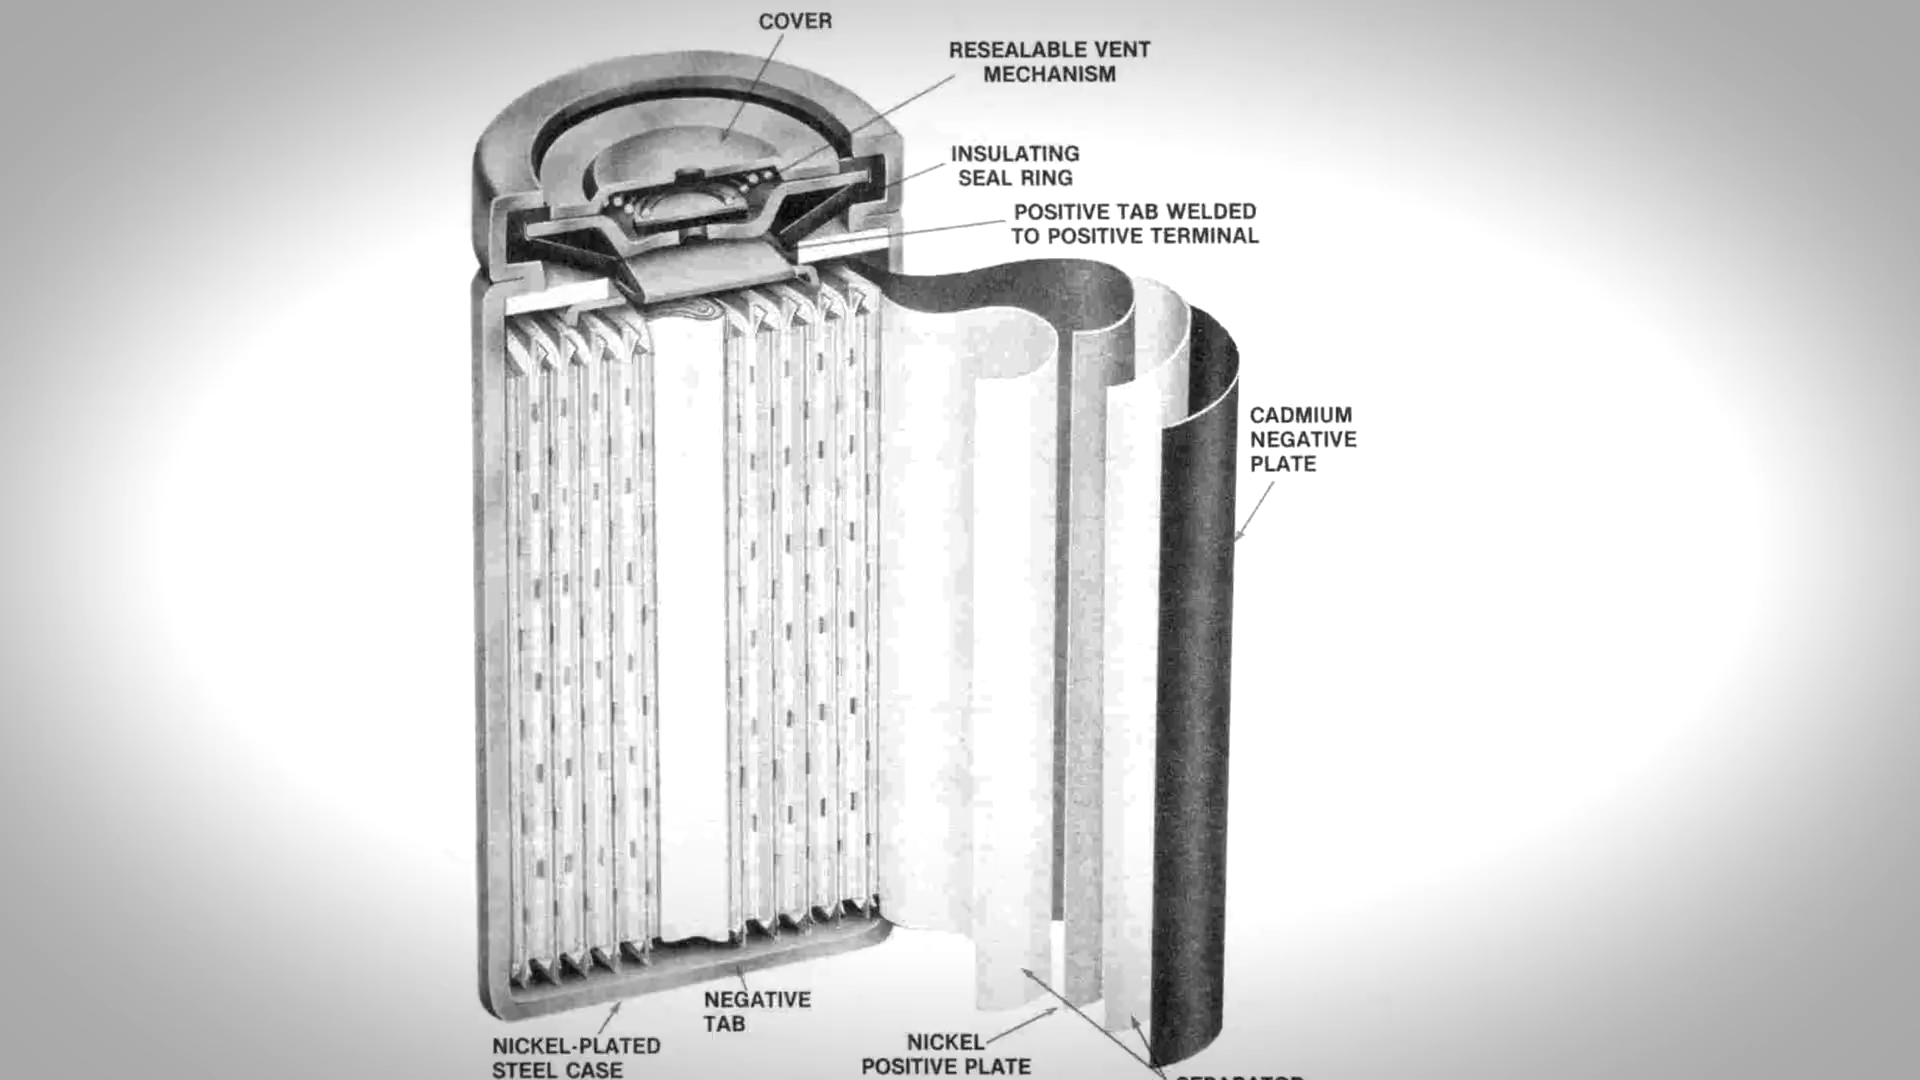 COVER
RESEALABLE VENT
MECHANISM
INSULATING
SEAL RING
POSITIVE TAB WELDED
TO POSITIVE TERMINAL
CADMIUM
NEGATIVE
PLATE
NEGATIVE
TAB
NICKEL-PLATED
STEEL CASE
NICKEL
POSITIVE PLATE
SEPARATOR